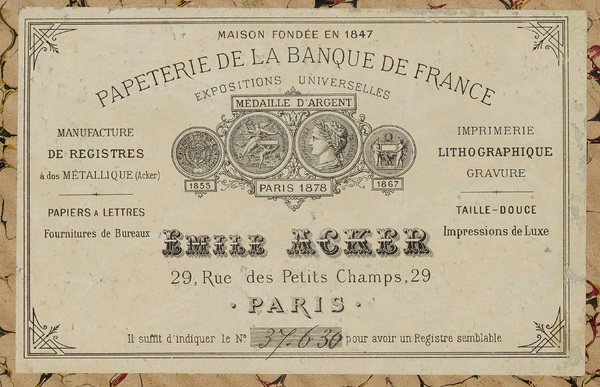 MAISON FONDÉE EN 1847
PAPETERIE DE LA BANQUE DE FRANCE
EXPOSITIONS UNIVERSELLES
MÉDAILLE D'ARGENT
1855
PARIS 1878
1867
MANUFACTURE
DE REGISTRES
à dos MÉTALLIQUE (Acker)
PAPIERS A LETTRES
Fournitures de Bureaux
IMPRIMERIE
LITHOGRAPHIQUE
GRAVURE
TAILLE-DOUCE
Impressions de Luxe
EMILE ACKER
29, Rue des Petits Champs, 29
· PARIS ·
Il suffit d'indiquer le N° 37.630 pour avoir un Registre semblable